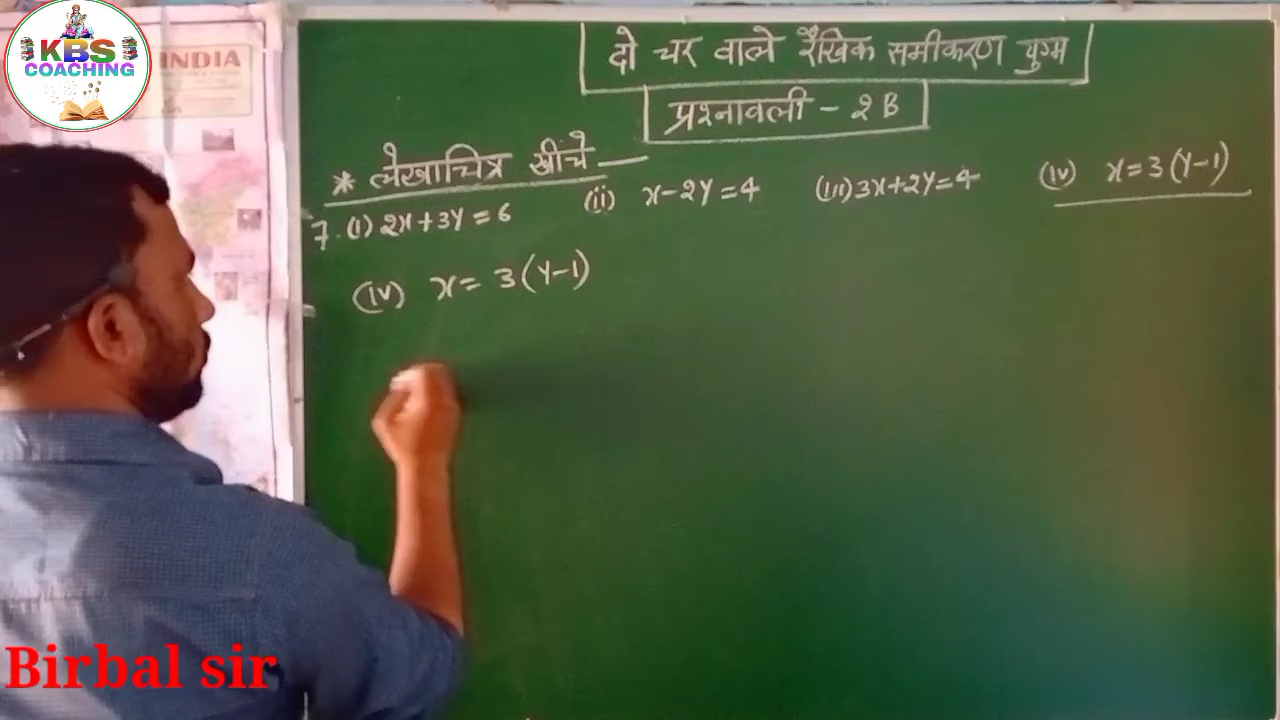 KBS
COACHING
INDIA
दो चर वाले रैखिक समीकरण युग्म
प्रश्नावली - २ B
* लेखाचित्र खींचे —
7. (i) 2x+3y=6 (ii) x-2y=4 (iii) 3x+2y=4 (iv) x=3(y-1)
(iv) x= 3(y-1)
Birbal sir